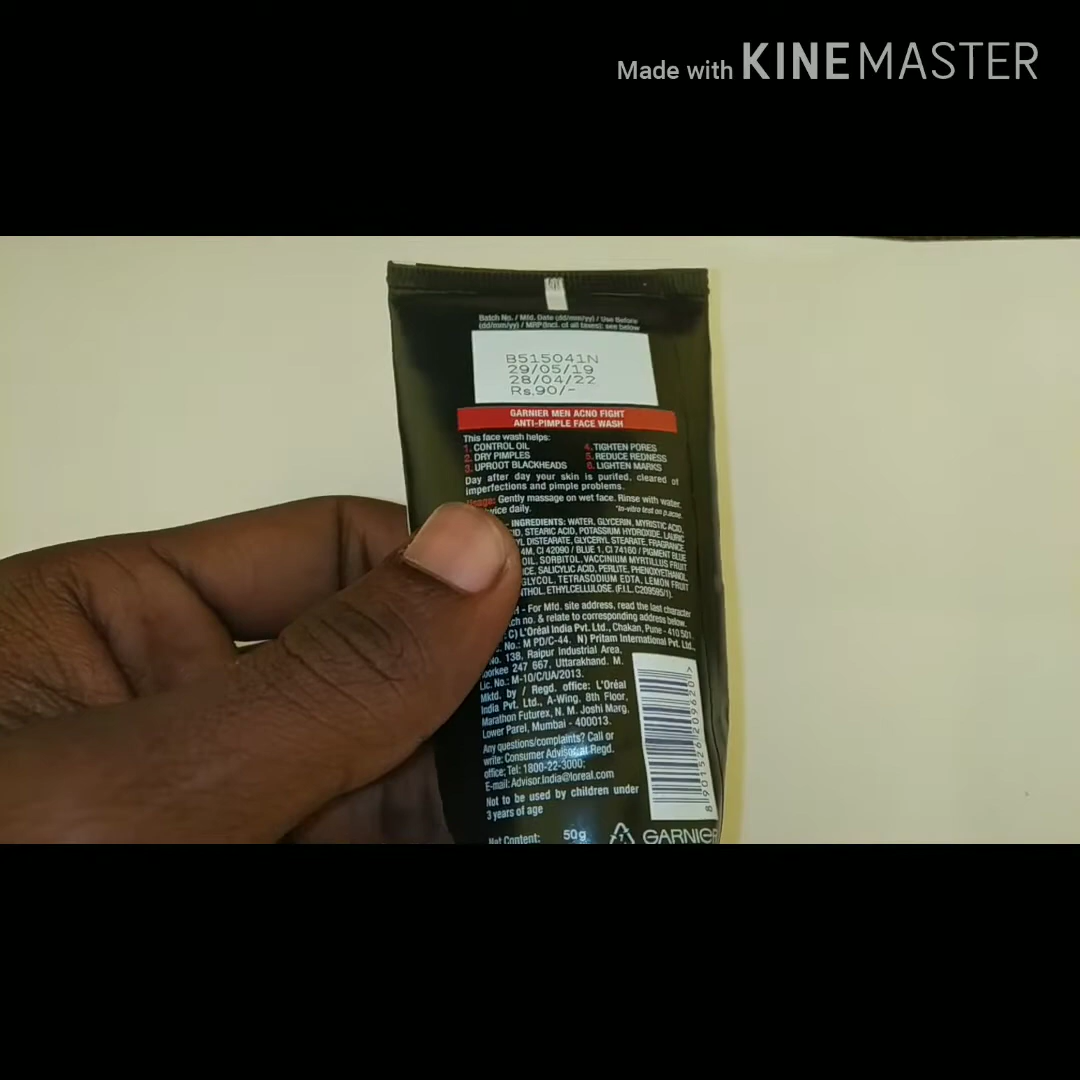 Made with KINEMASTER
Batch No. / Mfd. Date (dd/mm/yy) / Use Before
(dd/mm/yy) / MRP(Incl. of all taxes): see below
B515041N
29/05/19
28/04/22
Rs.90/-
GARNIER MEN ACNO FIGHT
ANTI-PIMPLE FACE WASH
This face wash helps:
1. CONTROL OIL 4. TIGHTEN PORES
2. DRY PIMPLES 5. REDUCE REDNESS
3. UPROOT BLACKHEADS 6. LIGHTEN MARKS
Day after day your skin is purifed, cleared of
imperfections and pimple problems.
Gently massage on wet face. Rinse with water.
daily. *In-vitro test on p.acne.
INGREDIENTS: WATER, GLYCERIN, MYRISTIC ACID,
STEARIC ACID, POTASSIUM HYDROXIDE, LAURIC
DISTEARATE, GLYCERYL STEARATE, FRAGRANCE,
CI 42090 / BLUE 1, CI 74160 / PIGMENT BLUE
OIL, SORBITOL, VACCINIUM MYRTILLUS FRUIT
SALICYLIC ACID, PERLITE, PHENOXYETHANOL,
GLYCOL, TETRASODIUM EDTA, LEMON FRUIT
ETHYLCELLULOSE. (F.I.L. C209595/1).
- For Mfd. site address, read the last character
no. & relate to corresponding address below.
C) L'Oréal India Pvt. Ltd., Chakan, Pune - 410 501.
No.: M PD/C-44. N) Pritam International Pvt. Ltd.,
No. 138, Raipur Industrial Area,
247 667, Uttarakhand. M.
Lic. No.: M-10/C/UA/2013.
Mktd. by / Regd. office: L'Oréal
India Pvt. Ltd., A-Wing, 8th Floor,
Marathon Futurex, N. M. Joshi Marg,
Lower Parel, Mumbai - 400013.
Any questions/complaints? Call or
write: Consumer Advisor at Regd.
office; Tel: 1800-22-3000;
E-mail: Advisor.India@loreal.com
Not to be used by children under
3 years of age
Net Content: 50g
GARNIER
8 901526 209620